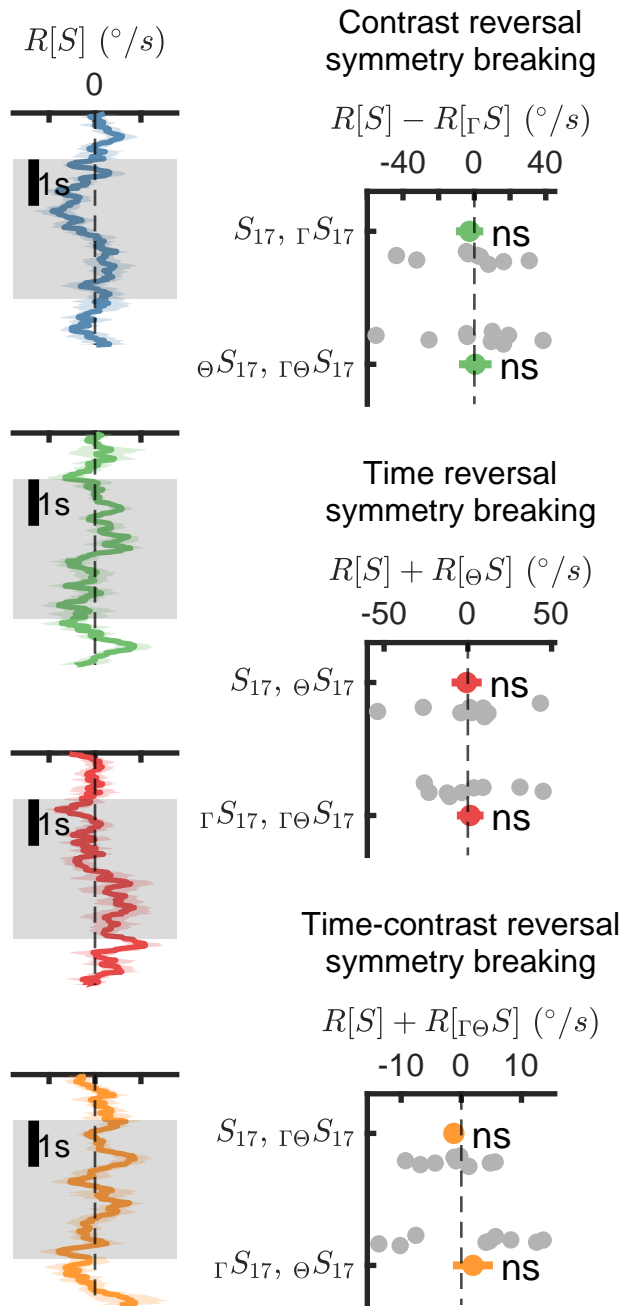 R[S] (°/s)
0
1s
1s
1s
1s
Contrast reversal
symmetry breaking
R[S] − R[ΓS] (°/s)
-40 0 40
S17, ΓS17
ns
ΘS17, ΓΘS17
ns
Time reversal
symmetry breaking
R[S] + R[ΘS] (°/s)
-50 0 50
S17, ΘS17
ns
ΓS17, ΓΘS17
ns
Time-contrast reversal
symmetry breaking
R[S] + R[ΓΘS] (°/s)
-10 0 10
S17, ΓΘS17
ns
ΓS17, ΘS17
ns